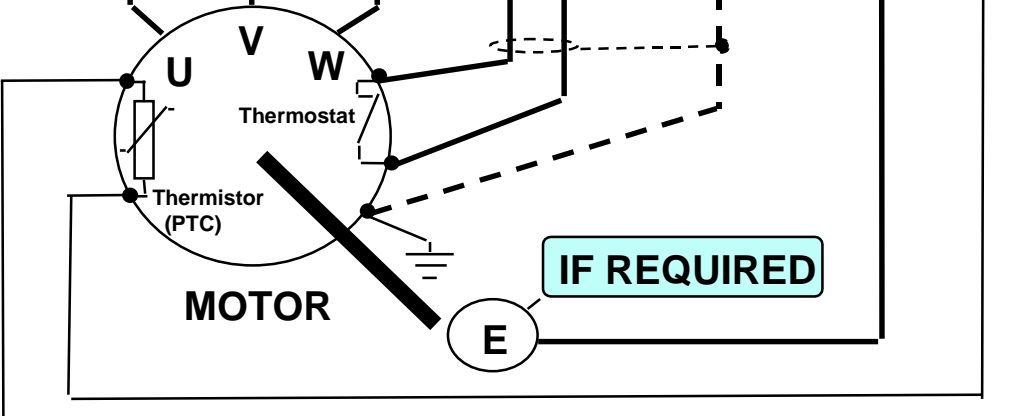 V
U
W
Thermostat
Thermistor
(PTC)
IF REQUIRED
MOTOR
E